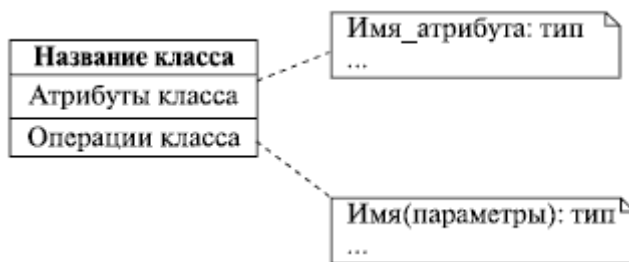 Название класса
Атрибуты класса
Операции класса
Имя_атрибута: тип
...
Имя(параметры): тип
...